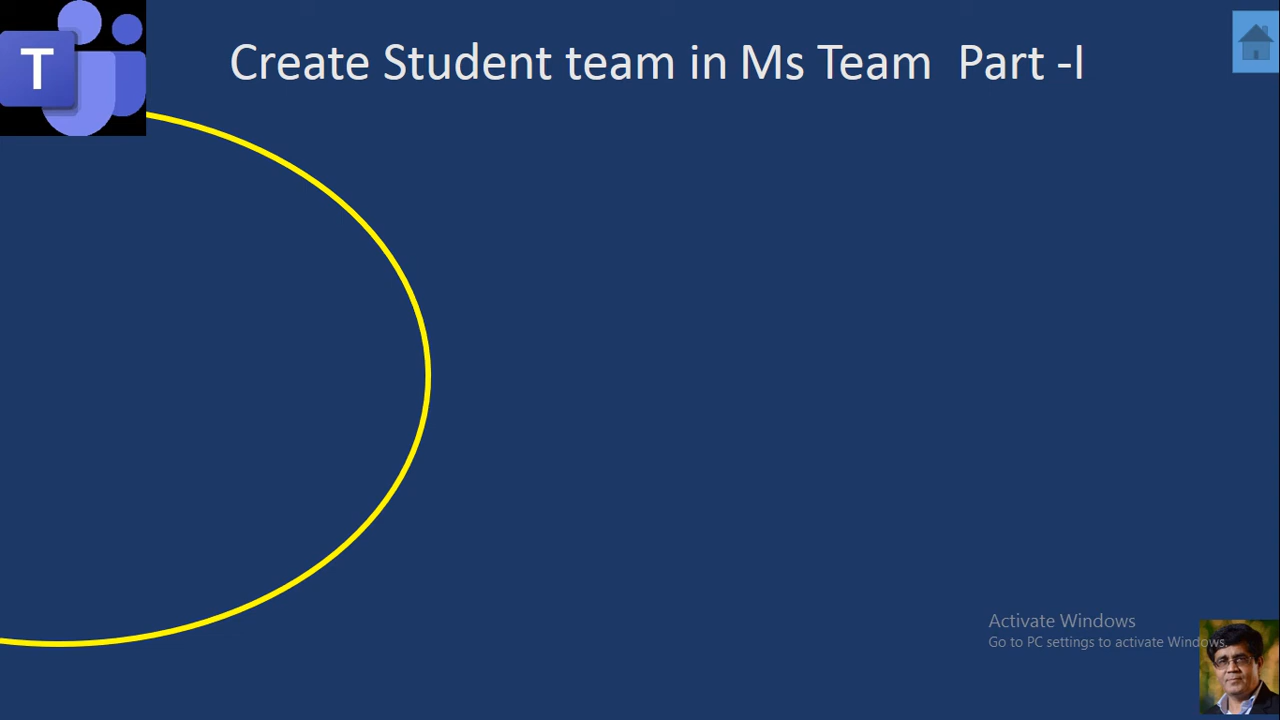 T
Create Student team in Ms Team  Part -I
Activate Windows
Go to PC settings to activate Windows.